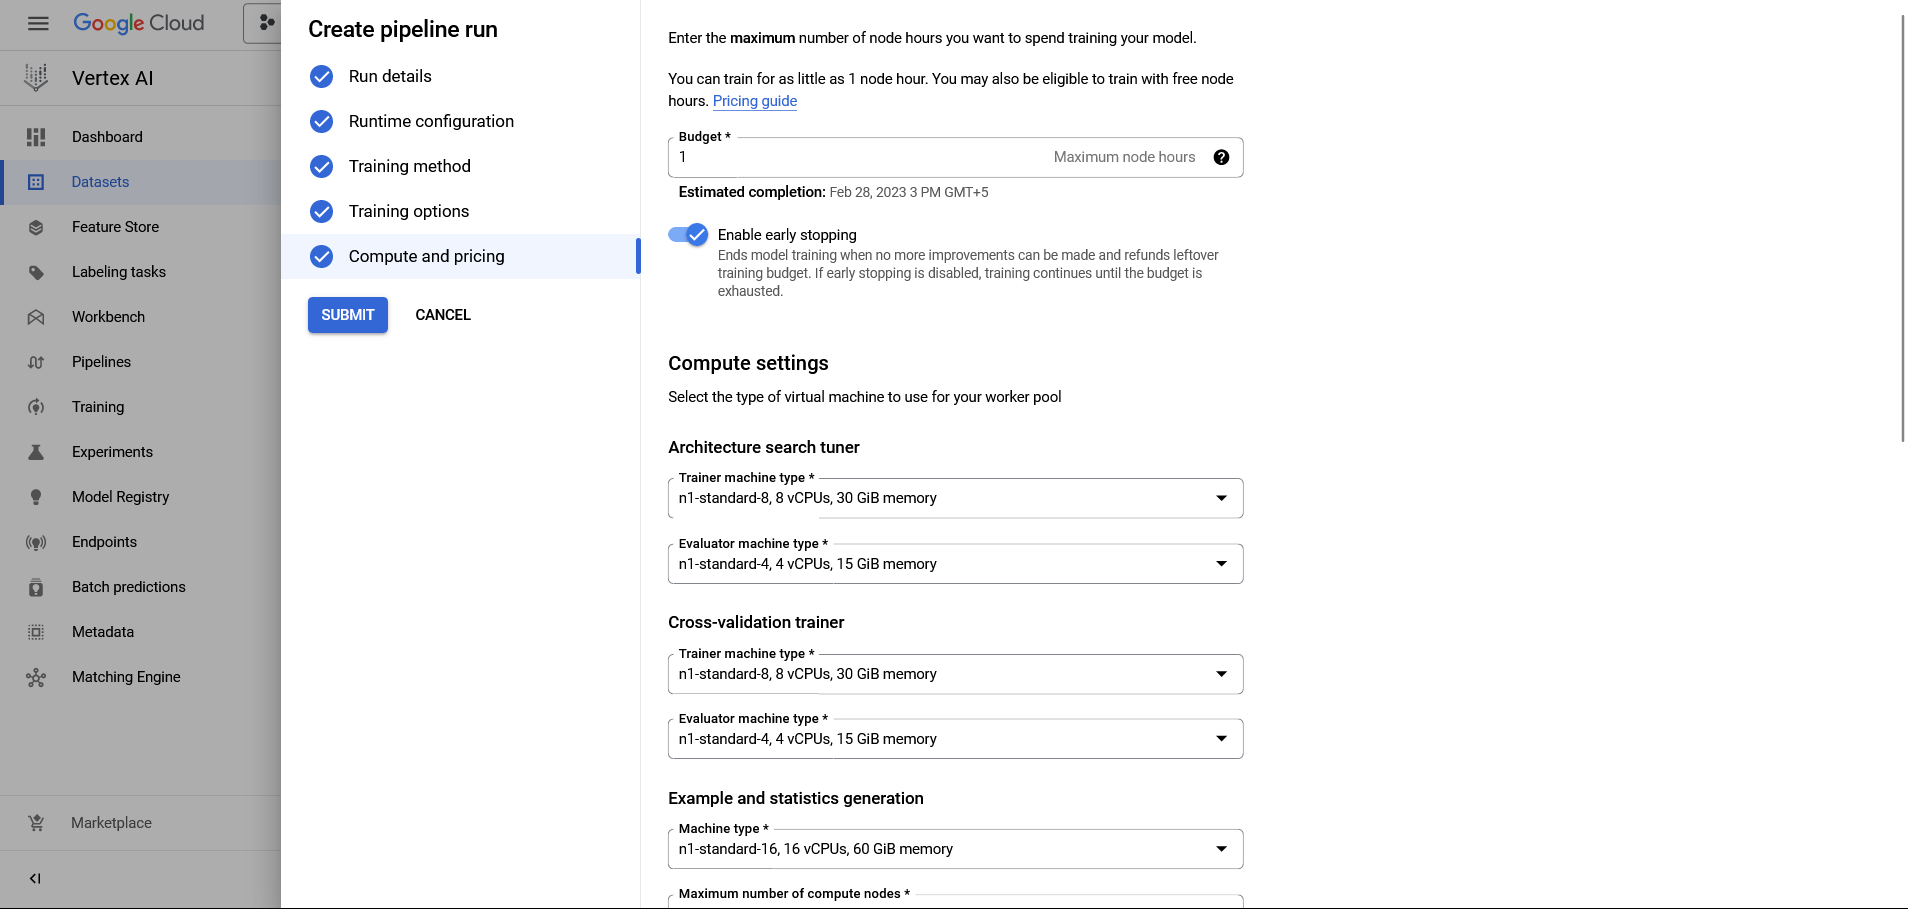 Google Cloud
Vertex AI
Dashboard
Datasets
Feature Store
Labeling tasks
Workbench
Pipelines
Training
Experiments
Model Registry
Endpoints
Batch predictions
Metadata
Matching Engine
Marketplace
Create pipeline run
Run details
Runtime configuration
Training method
Training options
Compute and pricing
SUBMIT CANCEL
Enter the maximum number of node hours you want to spend training your model.
You can train for as little as 1 node hour. You may also be eligible to train with free node
hours. Pricing guide
Budget *
1 Maximum node hours
Estimated completion: Feb 28, 2023 3 PM GMT+5
Enable early stopping
Ends model training when no more improvements can be made and refunds leftover
training budget. If early stopping is disabled, training continues until the budget is
exhausted.
Compute settings
Select the type of virtual machine to use for your worker pool
Architecture search tuner
Trainer machine type *
n1-standard-8, 8 vCPUs, 30 GiB memory
Evaluator machine type *
n1-standard-4, 4 vCPUs, 15 GiB memory
Cross-validation trainer
Trainer machine type *
n1-standard-8, 8 vCPUs, 30 GiB memory
Evaluator machine type *
n1-standard-4, 4 vCPUs, 15 GiB memory
Example and statistics generation
Machine type *
n1-standard-16, 16 vCPUs, 60 GiB memory
Maximum number of compute nodes *